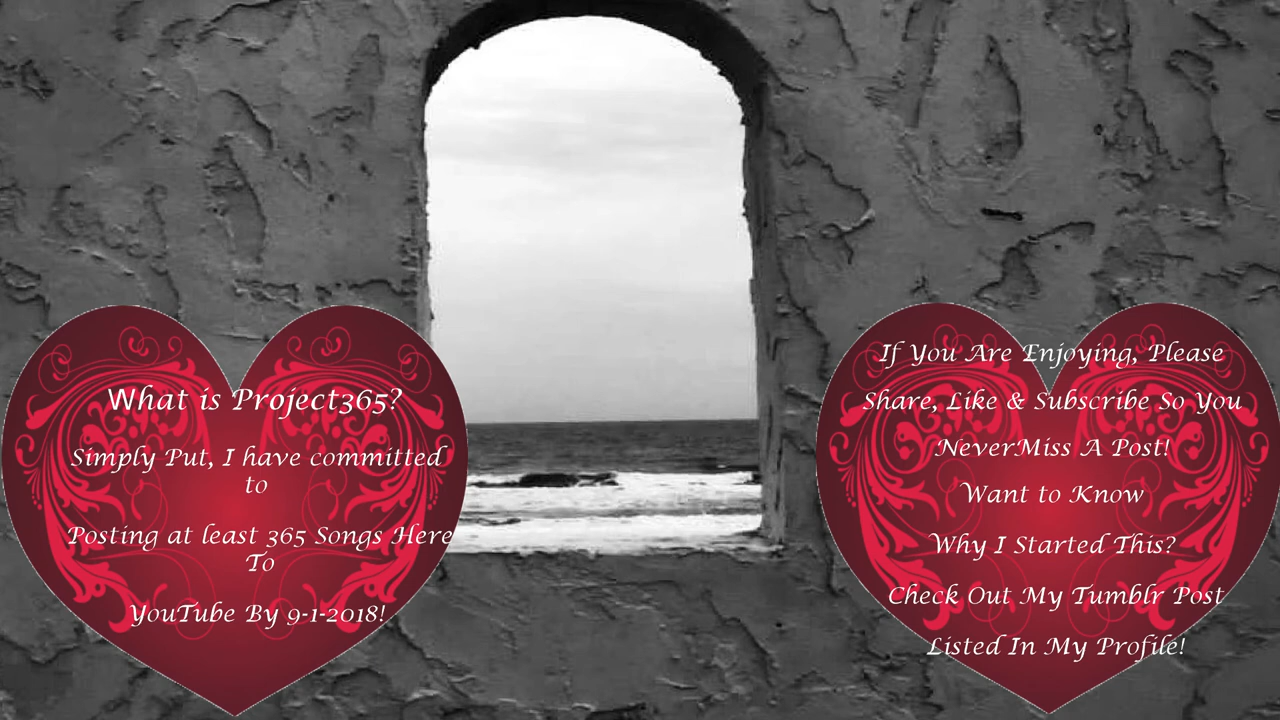 What is Project365?
Simply Put, I have committed
to
Posting at least 365 Songs Here
To
YouTube By 9-1-2018!
If You Are Enjoying, Please
Share, Like & Subscribe So You
NeverMiss A Post!
Want to Know
Why I Started This?
Check Out My Tumblr Post
Listed In My Profile!